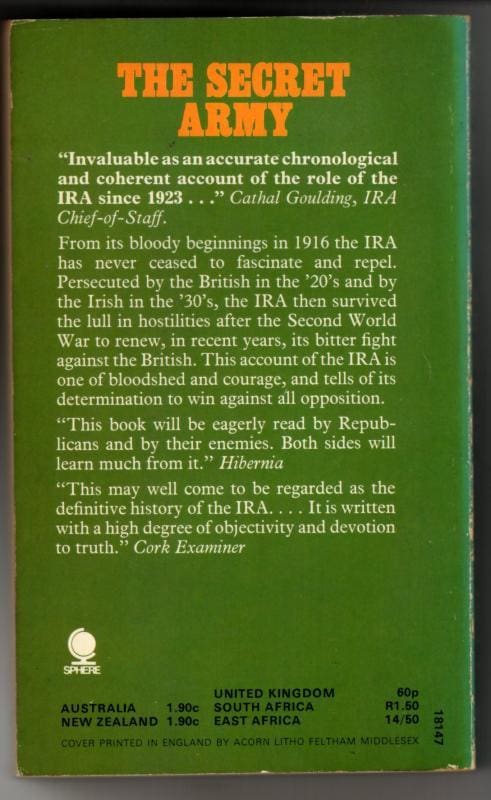 THE SECRET
ARMY
“Invaluable as an accurate chronological
and coherent account of the role of the
IRA since 1923 . . .” Cathal Goulding, IRA
Chief-of-Staff.
From its bloody beginnings in 1916 the IRA
has never ceased to fascinate and repel.
Persecuted by the British in the '20's and by
the Irish in the '30's, the IRA then survived
the lull in hostilities after the Second World
War to renew, in recent years, its bitter fight
against the British. This account of the IRA is
one of bloodshed and courage, and tells of its
determination to win against all opposition.
“This book will be eagerly read by Repub-
licans and by their enemies. Both sides will
learn much from it.” Hibernia
“This may well come to be regarded as the
definitive history of the IRA. . . . It is written
with a high degree of objectivity and devotion
to truth.” Cork Examiner
SPHERE
UNITED KINGDOM 60p
AUSTRALIA 1.90c SOUTH AFRICA R1.50
NEW ZEALAND 1.90c EAST AFRICA 14/50
18147
COVER PRINTED IN ENGLAND BY ACORN LITHO FELTHAM MIDDLESEX